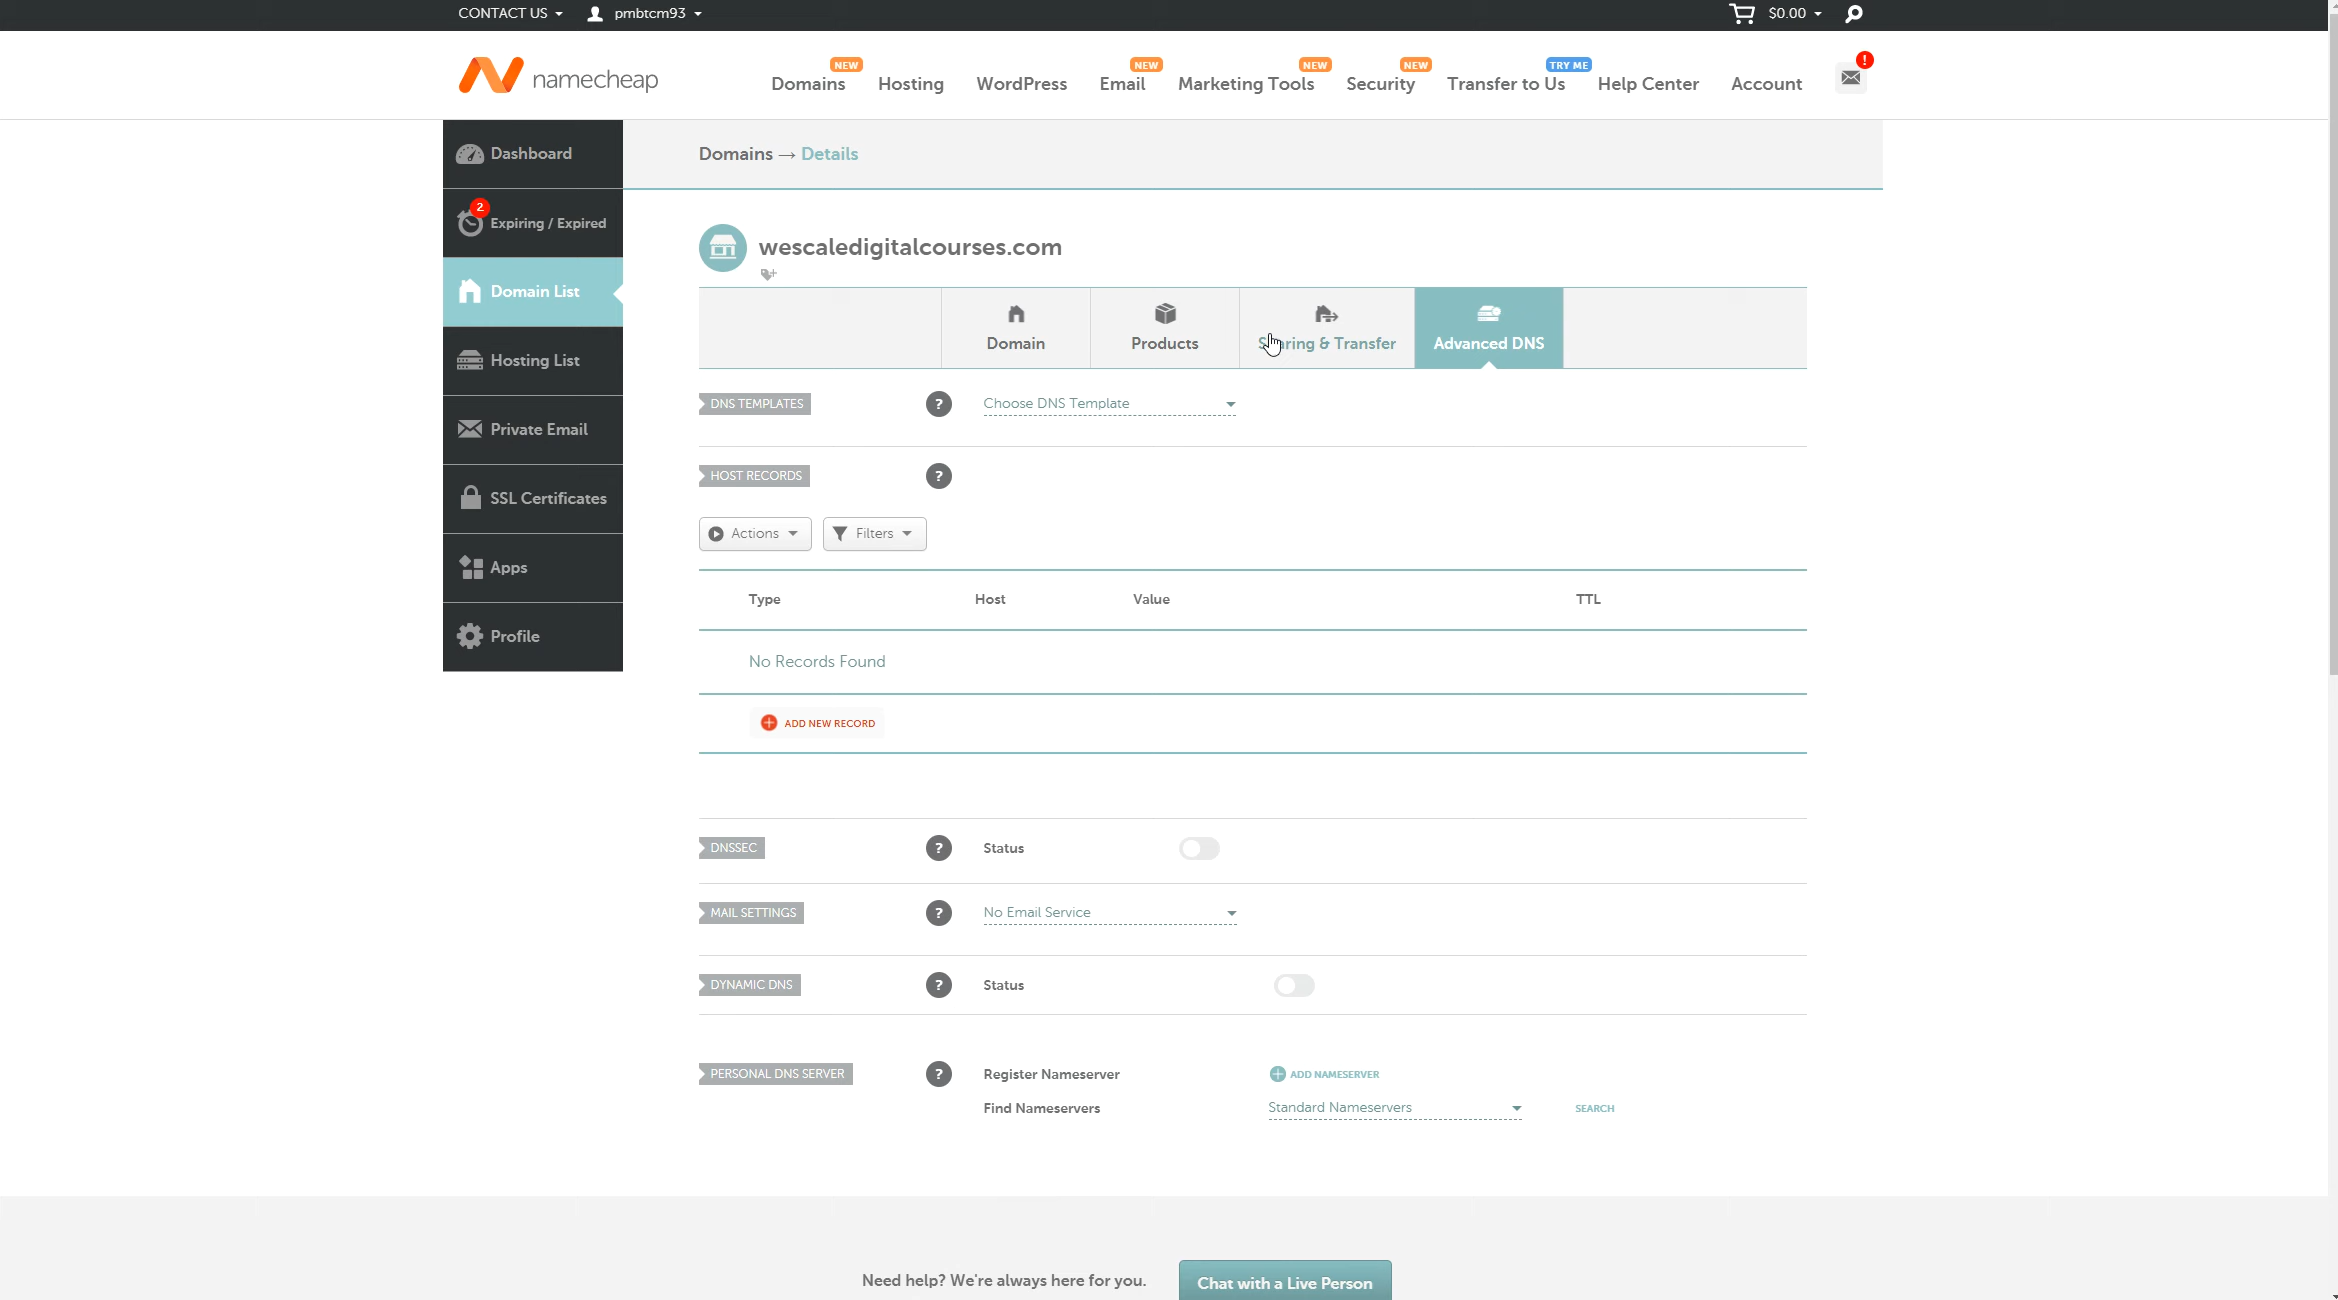 CONTACT US
pmbtcm93
$0.00
namecheap
NEW
NEW
NEW
NEW
TRY ME
!
Domains
Hosting
WordPress
Email
Marketing Tools
Security
Transfer to Us
Help Center
Account
Dashboard
2
Expiring / Expired
Domain List
Hosting List
Private Email
SSL Certificates
Apps
Profile
Domains → Details
wescaledigitalcourses.com
Domain
Products
& Transfer
Advanced DNS
DNS TEMPLATES
?
Choose DNS Template
HOST RECORDS
?
Actions
Filters
Type
Host
Value
TTL
No Records Found
ADD NEW RECORD
DNSSEC
?
Status
MAIL SETTINGS
?
No Email Service
DYNAMIC DNS
?
Status
PERSONAL DNS SERVER
?
Register Nameserver
ADD NAMESERVER
Find Nameservers
Standard Nameservers
SEARCH
Need help? We're always here for you.
Chat with a Live Person